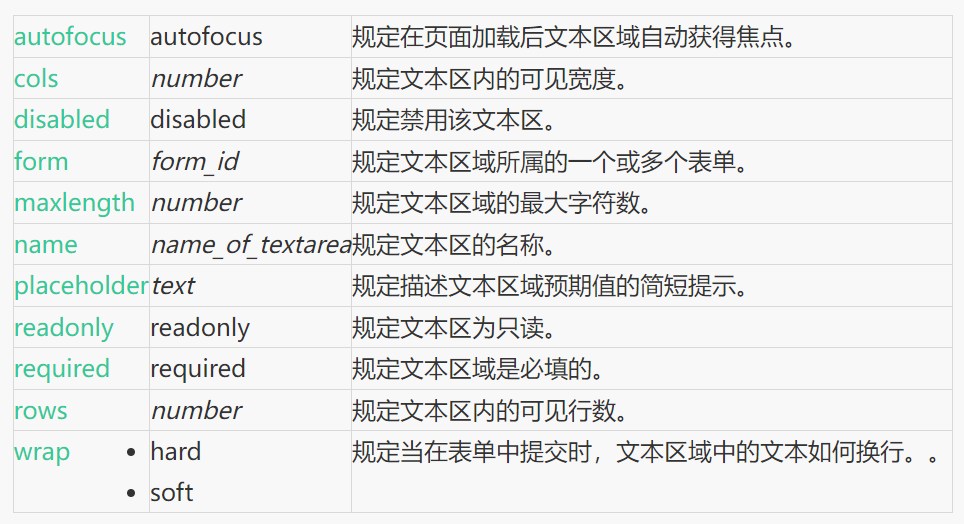 autofocus autofocus 规定在页面加载后文本区域自动获得焦点。
cols number 规定文本区内的可见宽度。
disabled disabled 规定禁用该文本区。
form form_id 规定文本区域所属的一个或多个表单。
maxlength number 规定文本区域的最大字符数。
name name_of_textarea 规定文本区的名称。
placeholder text 规定描述文本区域预期值的简短提示。
readonly readonly 规定文本区为只读。
required required 规定文本区域是必填的。
rows number 规定文本区内的可见行数。
wrap • hard 规定当在表单中提交时，文本区域中的文本如何换行。。
• soft